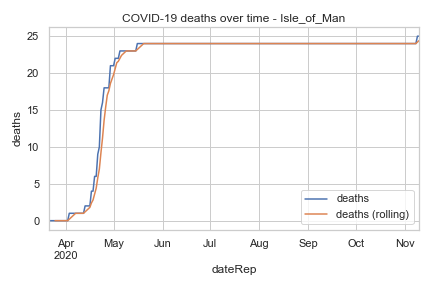 COVID-19 deaths over time - Isle_of_Man
deaths
25
20
15
10
5
0
Apr
2020
May
Jun
Jul
Aug
Sep
Oct
Nov
dateRep
deaths
deaths (rolling)